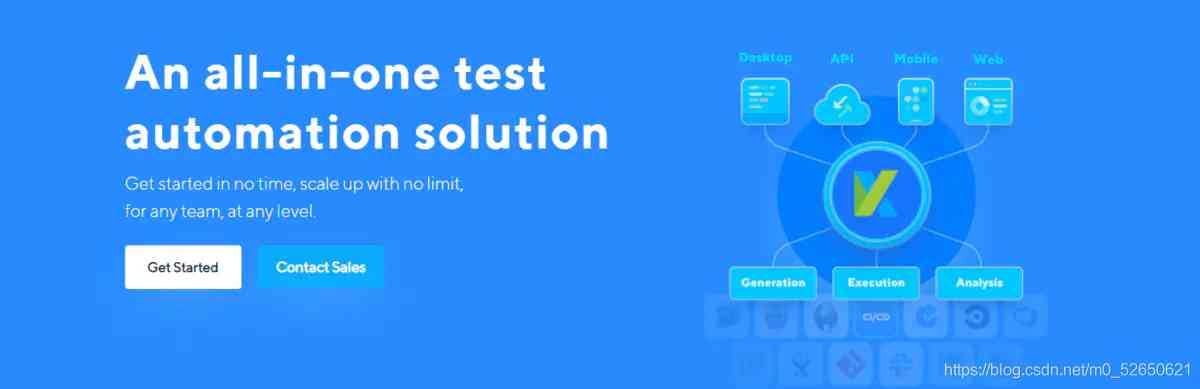 An all-in-one test
automation solution
Get started in no time, scale up with no limit,
for any team, at any level.
Get Started
Contact Sales
Desktop
API
Mobile
Web
Generation
Execution
Analysis
CI/CD
https://blog.csdn.net/m0_52650621